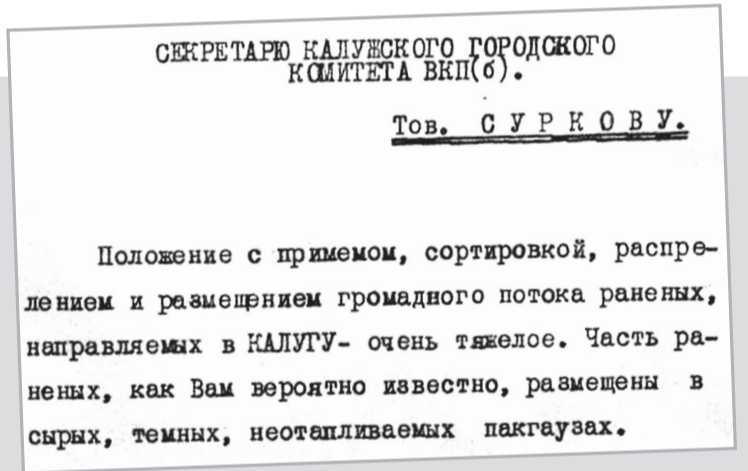 СЕКРЕТАРЮ КАЛУЖСКОГО ГОРОДСКОГО
КОМИТЕТА ВКП(б).
Тов. С У Р К О В У.
Положение с примемом, сортировкой, распре-
лением и размещением громадного потока раненых,
направляемых в КАЛУГУ- очень тяжелое. Часть ра-
неных, как Вам вероятно известно, размещены в
сырых, темных, неотапливаемых пакгаузах.